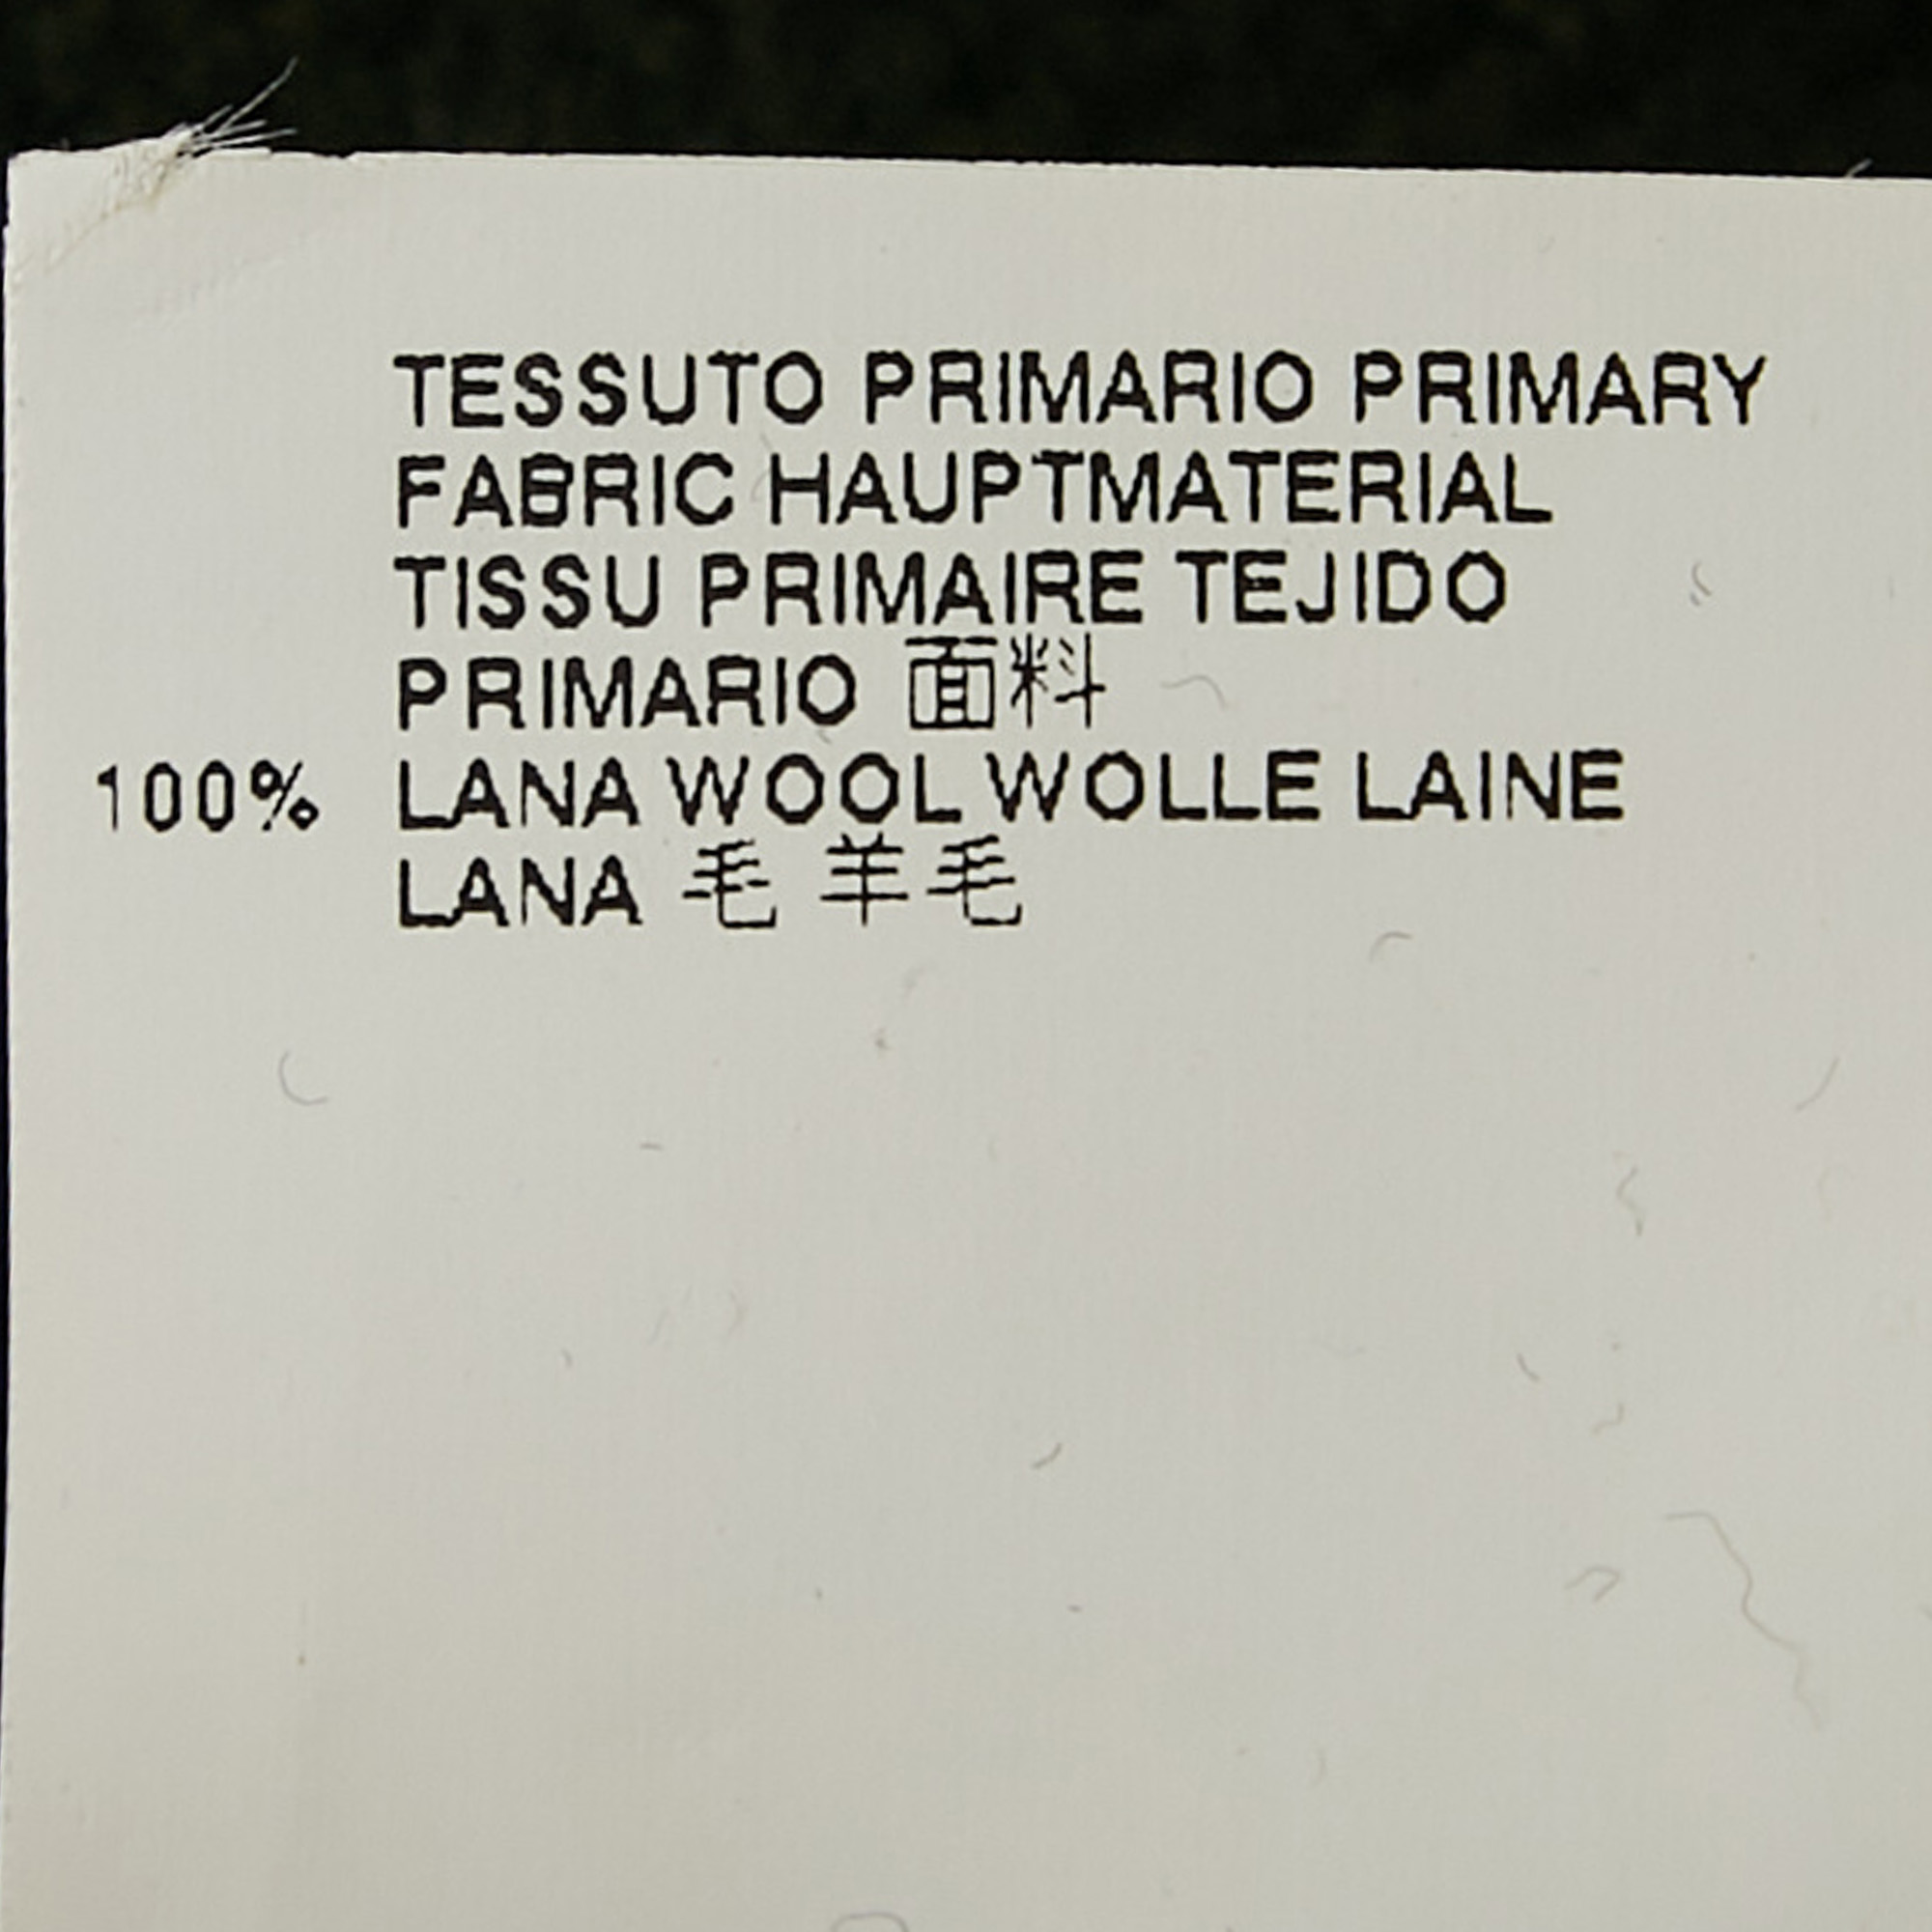 TESSUTO PRIMARIO PRIMARY
FABRIC HAUPTMATERIAL
TISSU PRIMAIRE TEJIDO
PRIMARIO 面料
100% LANA WOOL WOLLE LAINE
LANA 毛 羊毛